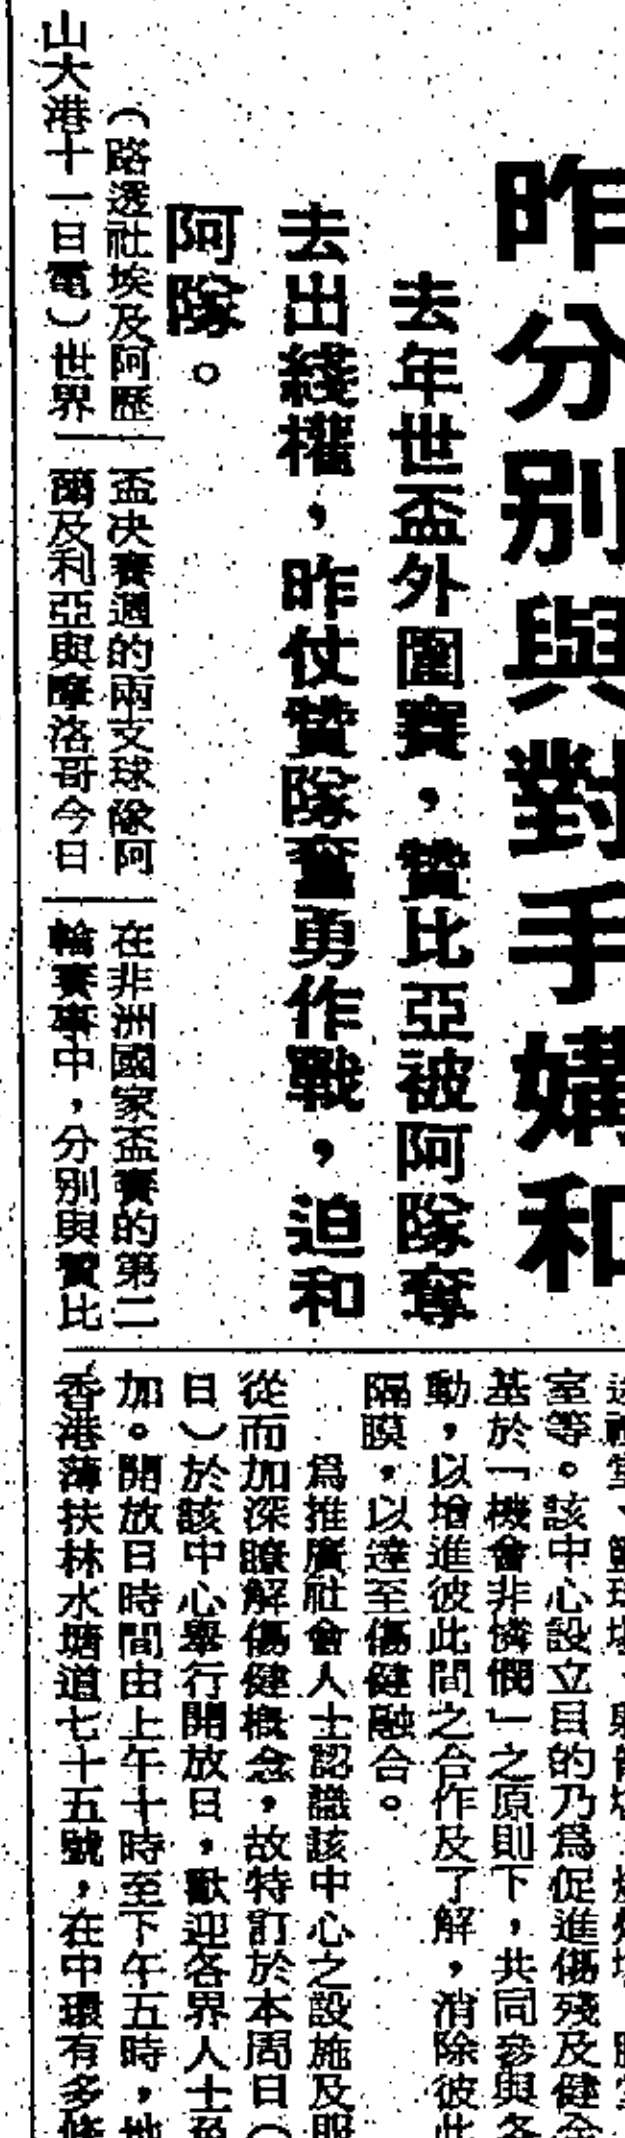 昨分別與對手媾和
去年世盃外圍賽，贊比亞被阿隊奪
去出綫權，昨仗贊隊奮勇作戰，迫和
阿隊。
（路透社埃及阿歷
山大港十一日電）世界
盃决賽週的兩支球隊阿
爾及利亞與摩洛哥今日
在非洲國家盃賽的第二
輪賽事中，分別與贊比
室等。該中心設立目的乃爲促進傷殘及健全
基於「機會非憐憫」之原則下，共同參與各
動，以增進彼此間之合作及了解，消除彼此
隔膜，以達至傷健融合。
爲推廣社會人士認識該中心之設施及服
從而加深瞭解傷健概念，故特訂於本周日（
日）於該中心舉行開放日，歡迎各界人士
加。開放日時間由上午十時至下午五時，地
香港薄扶林水塘道七十五號，在中環有多條